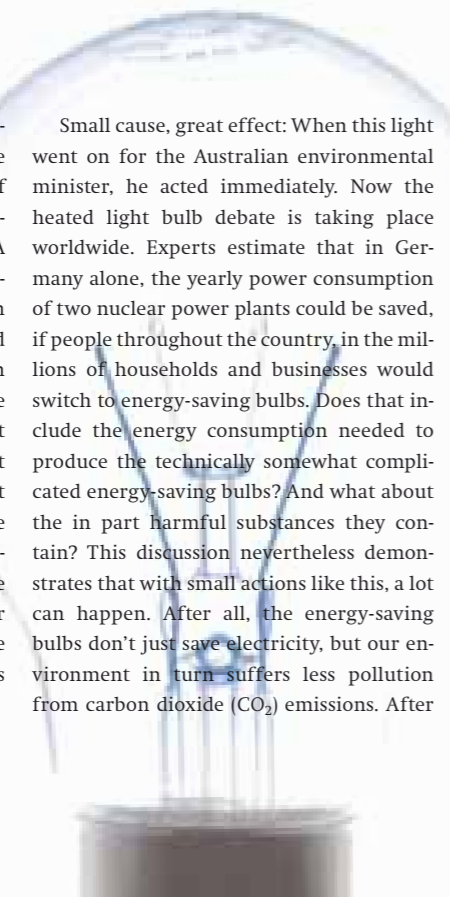 Small cause, great effect: When this light
went on for the Australian environmental
minister, he acted immediately. Now the
heated light bulb debate is taking place
worldwide. Experts estimate that in Ger-
many alone, the yearly power consumption
of two nuclear power plants could be saved,
if people throughout the country, in the mil-
lions of households and businesses would
switch to energy-saving bulbs. Does that in-
clude the energy consumption needed to
produce the technically somewhat compli-
cated energy-saving bulbs? And what about
the in part harmful substances they con-
tain? This discussion nevertheless demon-
strates that with small actions like this, a lot
can happen. After all, the energy-saving
bulbs don’t just save electricity, but our en-
vironment in turn suffers less pollution
from carbon dioxide (CO₂) emissions. After